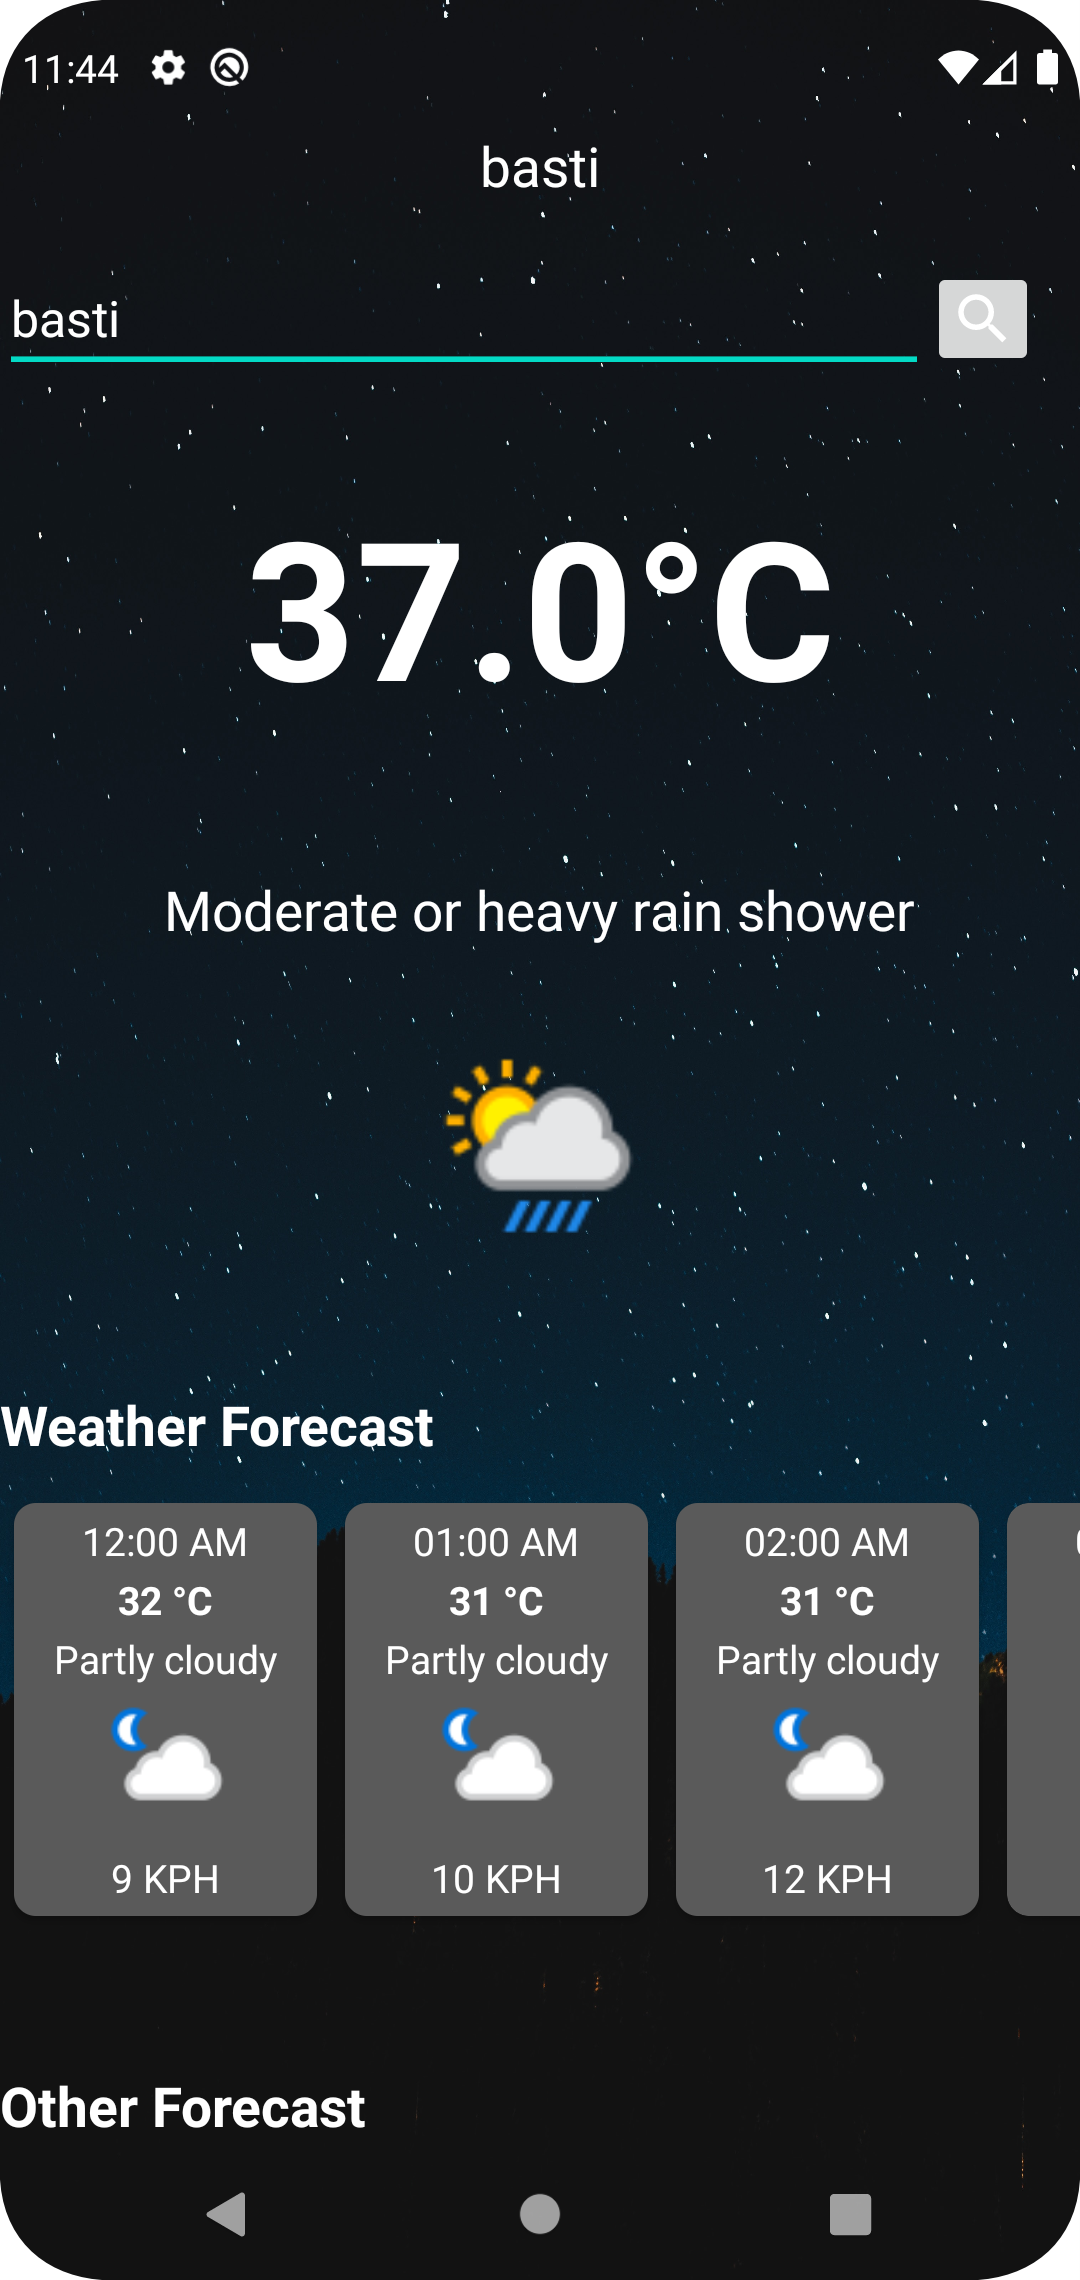 11:44
basti
basti
37.0°C
Moderate or heavy rain shower
Weather Forecast
12:00 AM
32 °C
Partly cloudy
9 KPH
01:00 AM
31 °C
Partly cloudy
10 KPH
02:00 AM
31 °C
Partly cloudy
12 KPH
Other Forecast